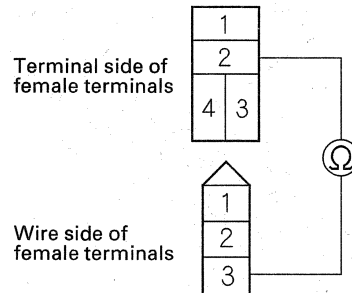 1
2
Terminal side of
female terminals
4 3
Ω
1
Wire side of
female terminals
2
3